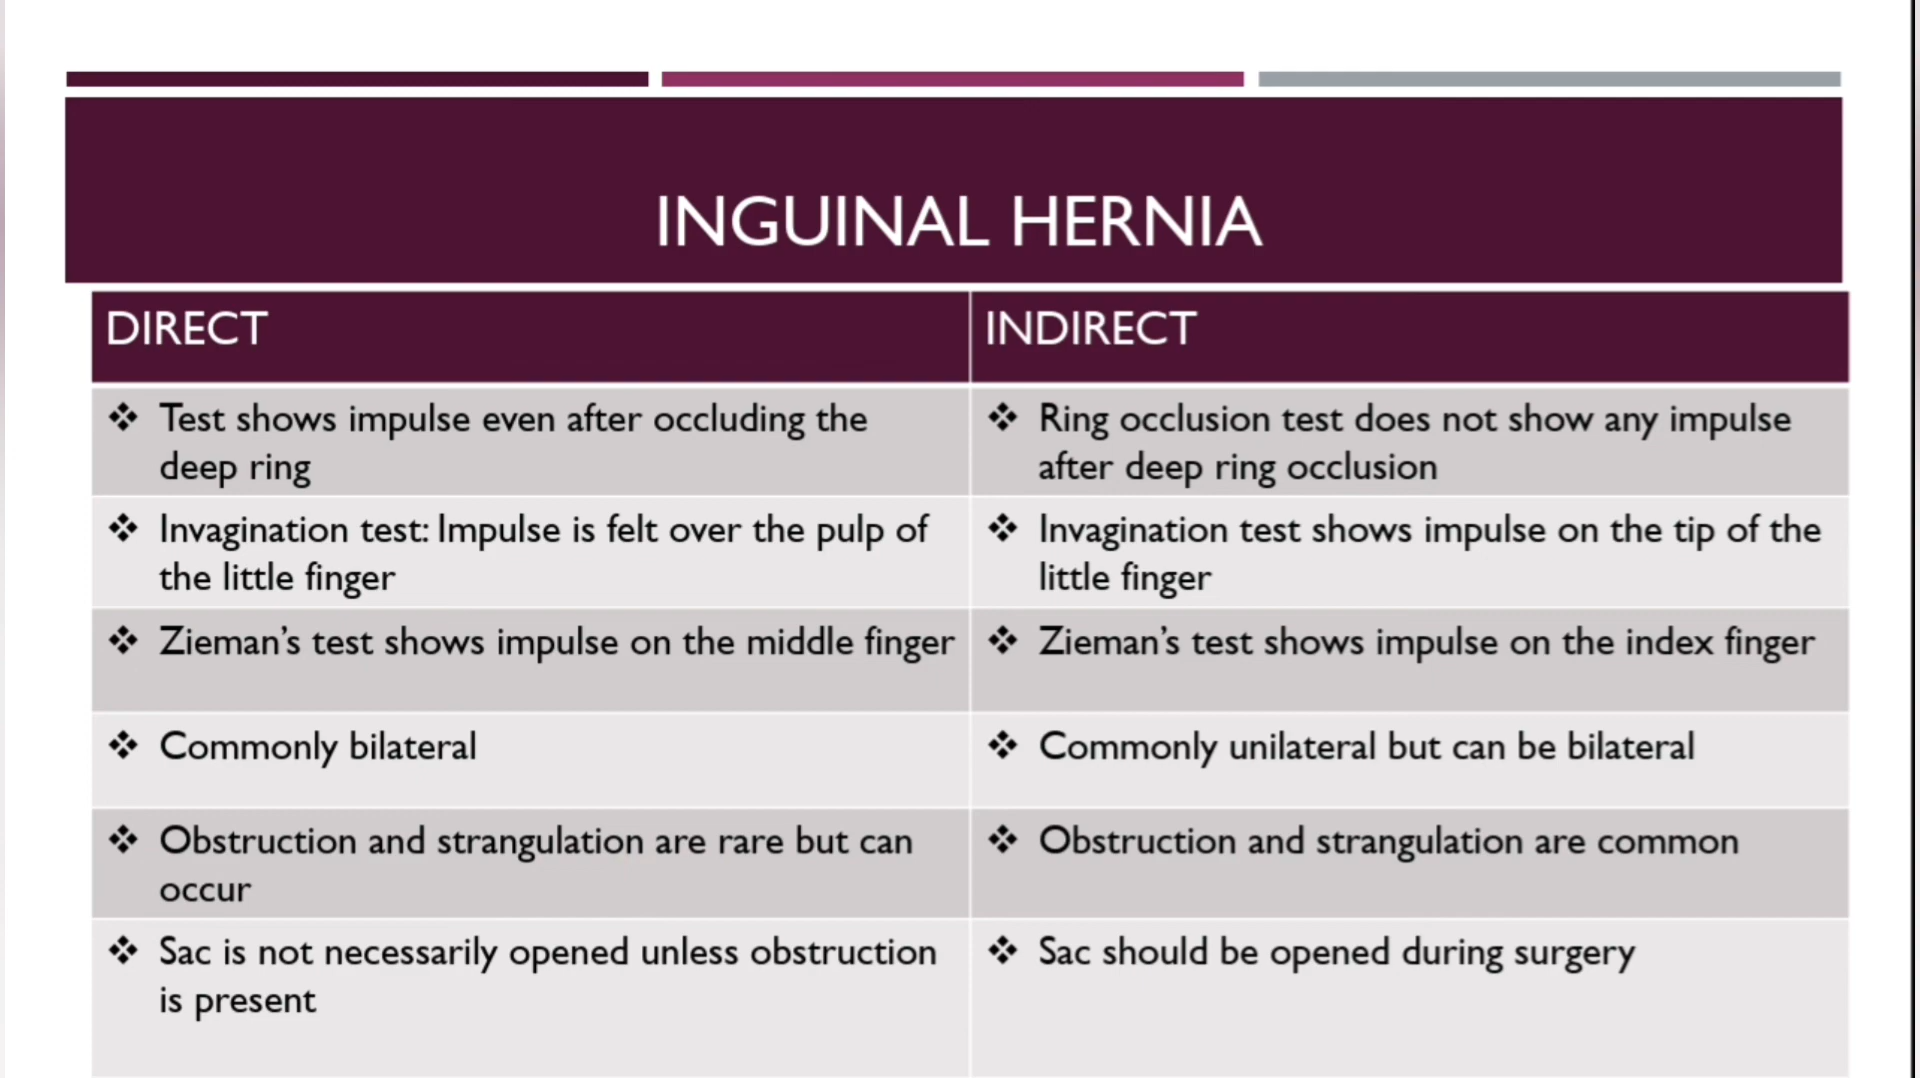 INGUINAL HERNIA
DIRECT
INDIRECT
❖ Test shows impulse even after occluding the
deep ring
❖ Ring occlusion test does not show any impulse
after deep ring occlusion
❖ Invagination test: Impulse is felt over the pulp of
the little finger
❖ Invagination test shows impulse on the tip of the
little finger
❖ Zieman’s test shows impulse on the middle finger
❖ Zieman’s test shows impulse on the index finger
❖ Commonly bilateral
❖ Commonly unilateral but can be bilateral
❖ Obstruction and strangulation are rare but can
occur
❖ Obstruction and strangulation are common
❖ Sac is not necessarily opened unless obstruction
is present
❖ Sac should be opened during surgery